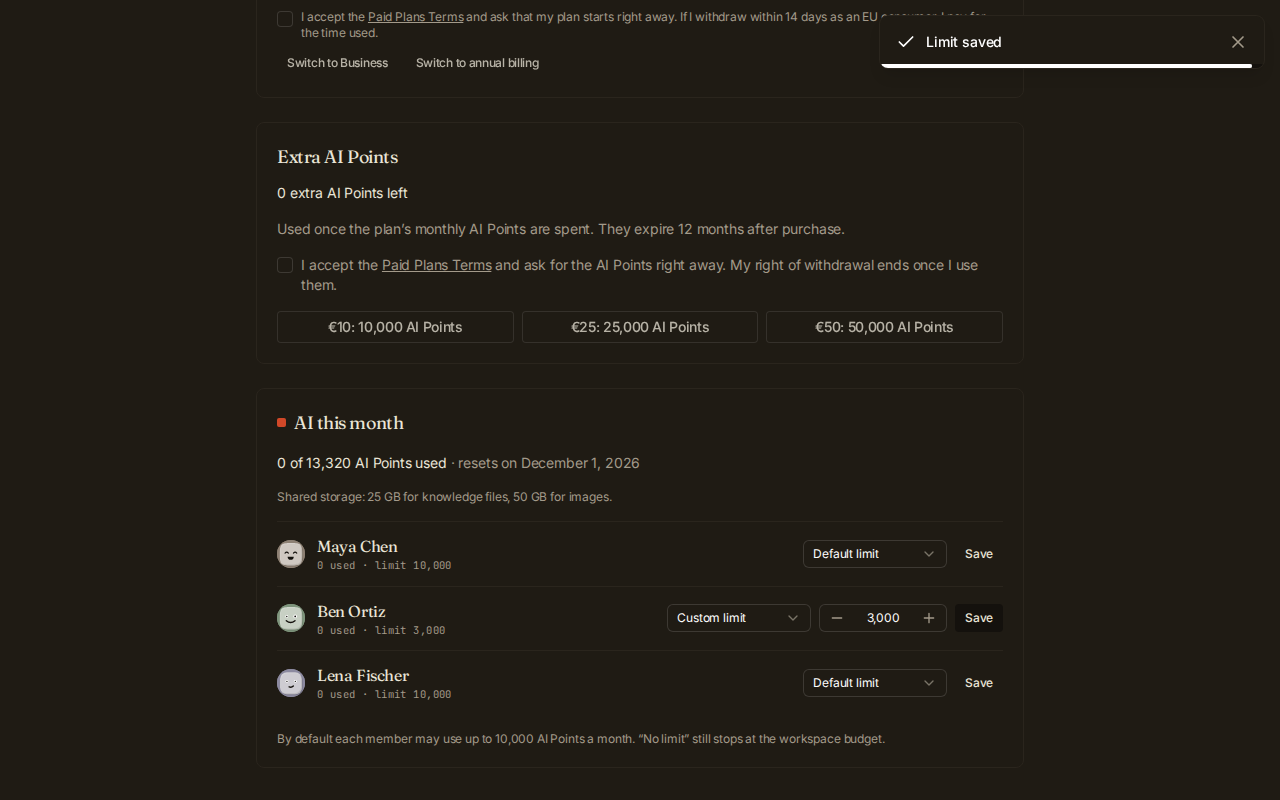 I accept the Paid Plans Terms and ask that my plan starts right away. If I withdraw within 14 days as an EU
the time used.
Limit saved
Switch to Business
Switch to annual billing
Extra AI Points
0 extra AI Points left
Used once the plan’s monthly AI Points are spent. They expire 12 months after purchase.
I accept the Paid Plans Terms and ask for the AI Points right away. My right of withdrawal ends once I use
them.
€10: 10,000 AI Points
€25: 25,000 AI Points
€50: 50,000 AI Points
AI this month
0 of 13,320 AI Points used · resets on December 1, 2026
Shared storage: 25 GB for knowledge files, 50 GB for images.
Maya Chen
0 used · limit 10,000
Default limit
Save
Ben Ortiz
0 used · limit 3,000
Custom limit
3,000
Save
Lena Fischer
0 used · limit 10,000
Default limit
Save
By default each member may use up to 10,000 AI Points a month. “No limit” still stops at the workspace budget.